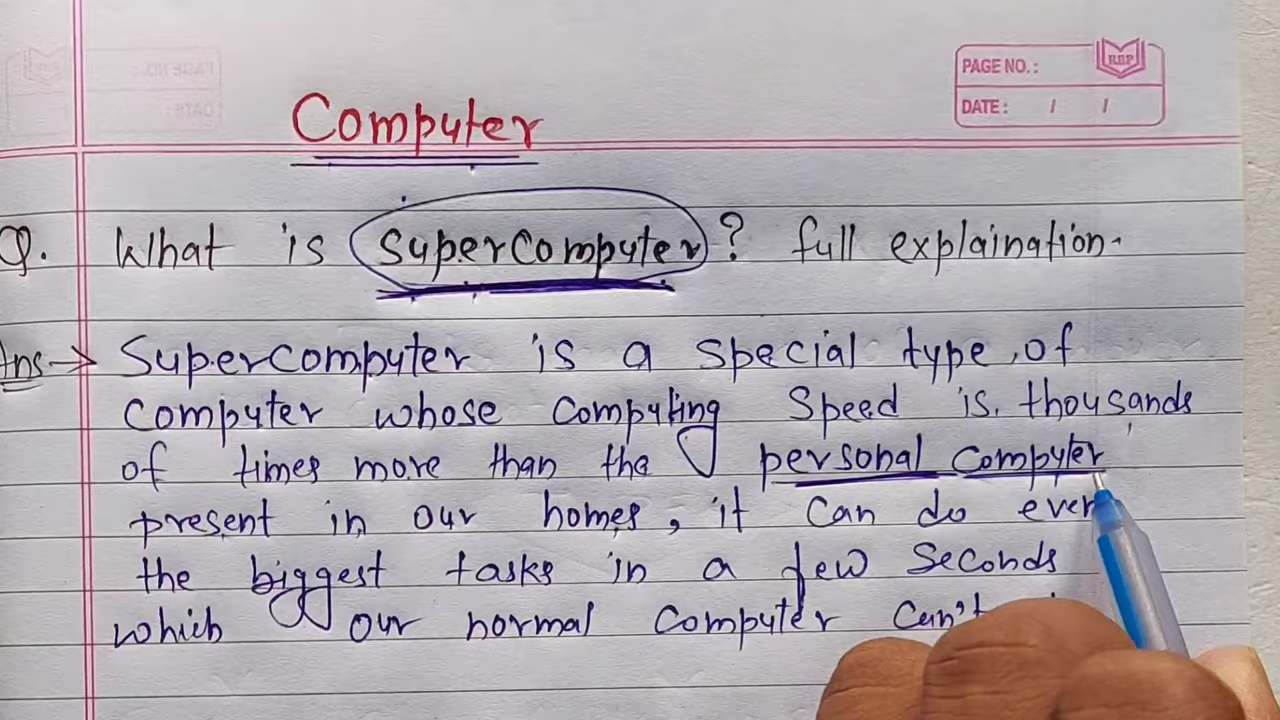 PAGE NO.:
RBP
DATE: / /
Computer
Q. What is Supercomputer? full explaination.
Ans → Supercomputer is a special type of
Computer whose Computing Speed is thousands
of times more than the personal Computer
present in our homes, it can do even
the biggest tasks in a few Seconds
which our normal Computer Can't